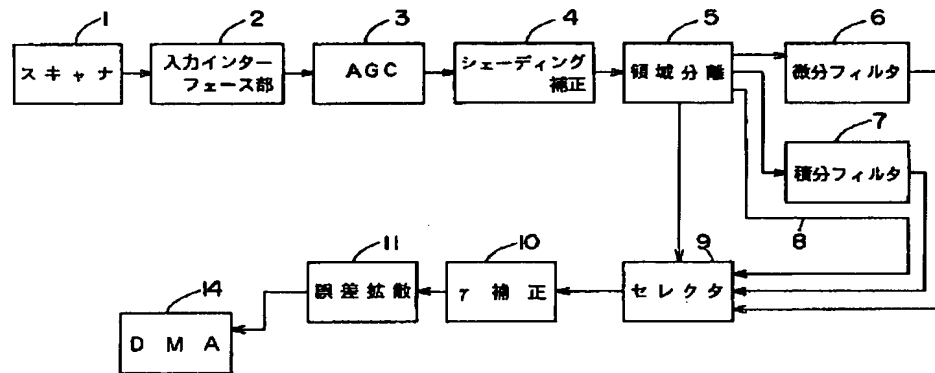 1
スキャナ
2
入力インター
フェース部
3
AGC
4
シェーディング
補正
5
領域分離
6
微分フィルタ
7
積分フィルタ
8
9
セレクタ
10
γ 補正
11
誤差拡散
14
DMA